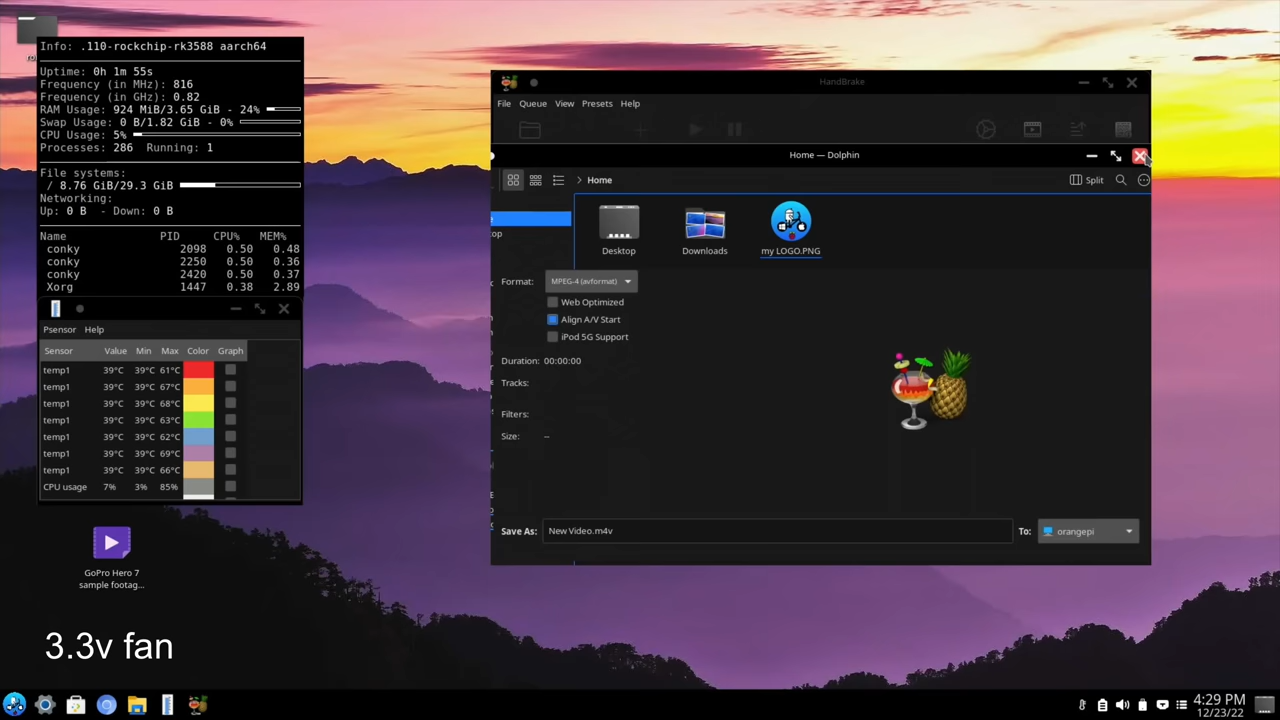 Info: .110-rockchip-rk3588 aarch64
Uptime: 0h 1m 55s
Frequency (in MHz): 816
Frequency (in GHz): 0.82
RAM Usage: 924 MiB/3.65 GiB - 24%
Swap Usage: 0 B/1.82 GiB - 0%
CPU Usage: 5%
Processes: 286 Running: 1
File systems:
/ 8.76 GiB/29.3 GiB
Networking:
Up: 0 B - Down: 0 B
Name PID CPU% MEM%
conky 2098 0.50 0.48
conky 2250 0.50 0.36
conky 2420 0.50 0.37
Xorg 1447 0.38 2.89
Psensor Help
Sensor Value Min Max Color Graph
temp1 39°C 39°C 61°C
temp1 39°C 39°C 67°C
temp1 39°C 39°C 68°C
temp1 39°C 39°C 63°C
temp1 39°C 39°C 62°C
temp1 39°C 39°C 69°C
temp1 39°C 39°C 66°C
CPU usage 7% 3% 85%
GoPro Hero 7
sample footag...
3.3v fan
HandBrake
File Queue View Presets Help
Home — Dolphin
> Home
Split
top
Desktop Downloads my LOGO.PNG
Format: MPEG-4 (avformat)
Web Optimized
Align A/V Start
iPod 5G Support
Duration: 00:00:00
Tracks:
Filters:
Size: --
Save As: New Video.m4v To: orangepi
4:29 PM
12/23/22